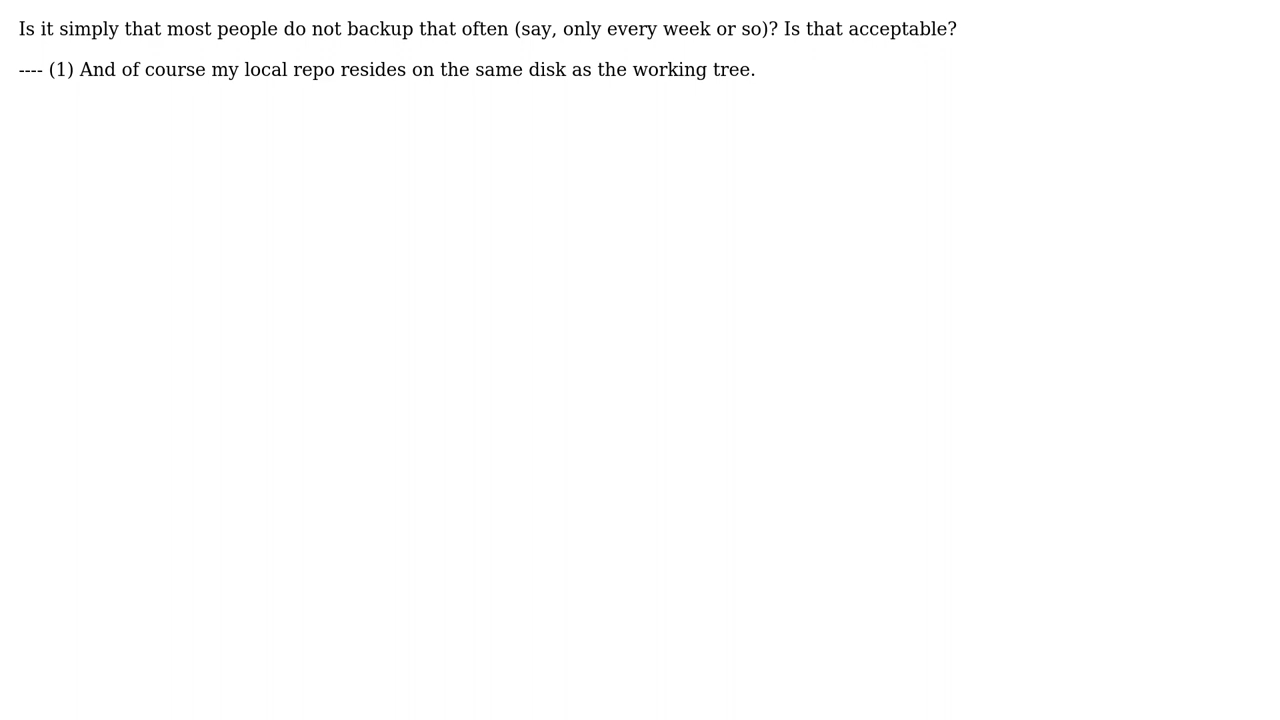 Is it simply that most people do not backup that often (say, only every week or so)? Is that acceptable?
---- (1) And of course my local repo resides on the same disk as the working tree.